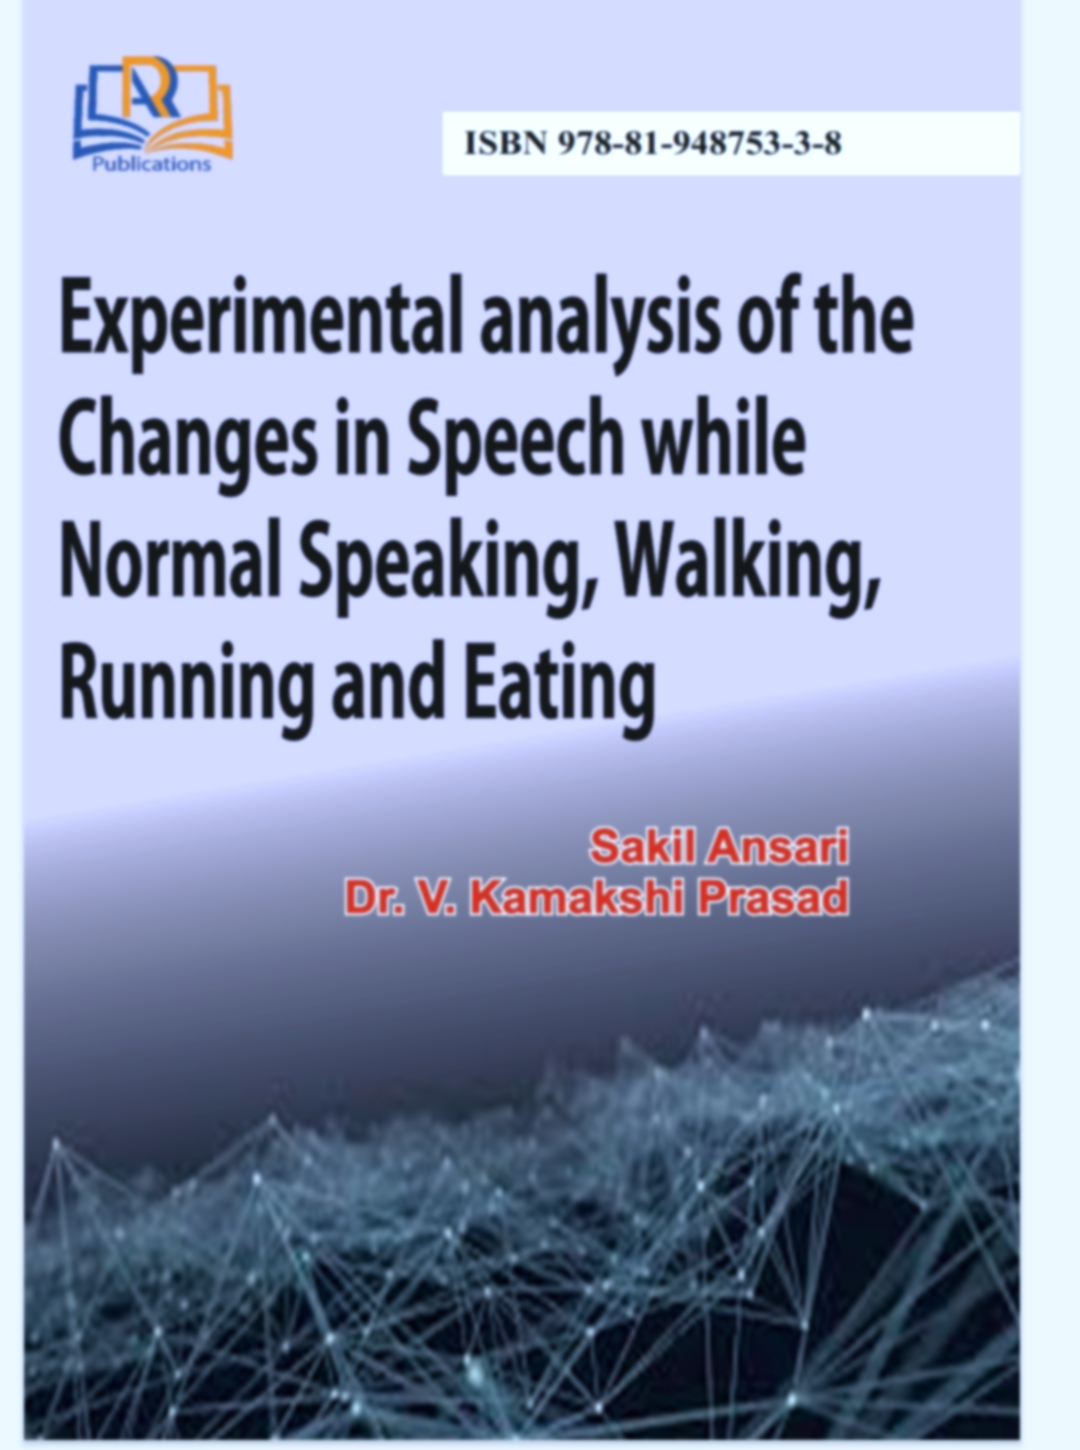 AR
Publications
ISBN 978-81-948753-3-8
Experimental analysis of the
Changes in Speech while
Normal Speaking, Walking,
Running and Eating
Sakil Ansari
Dr. V. Kamakshi Prasad